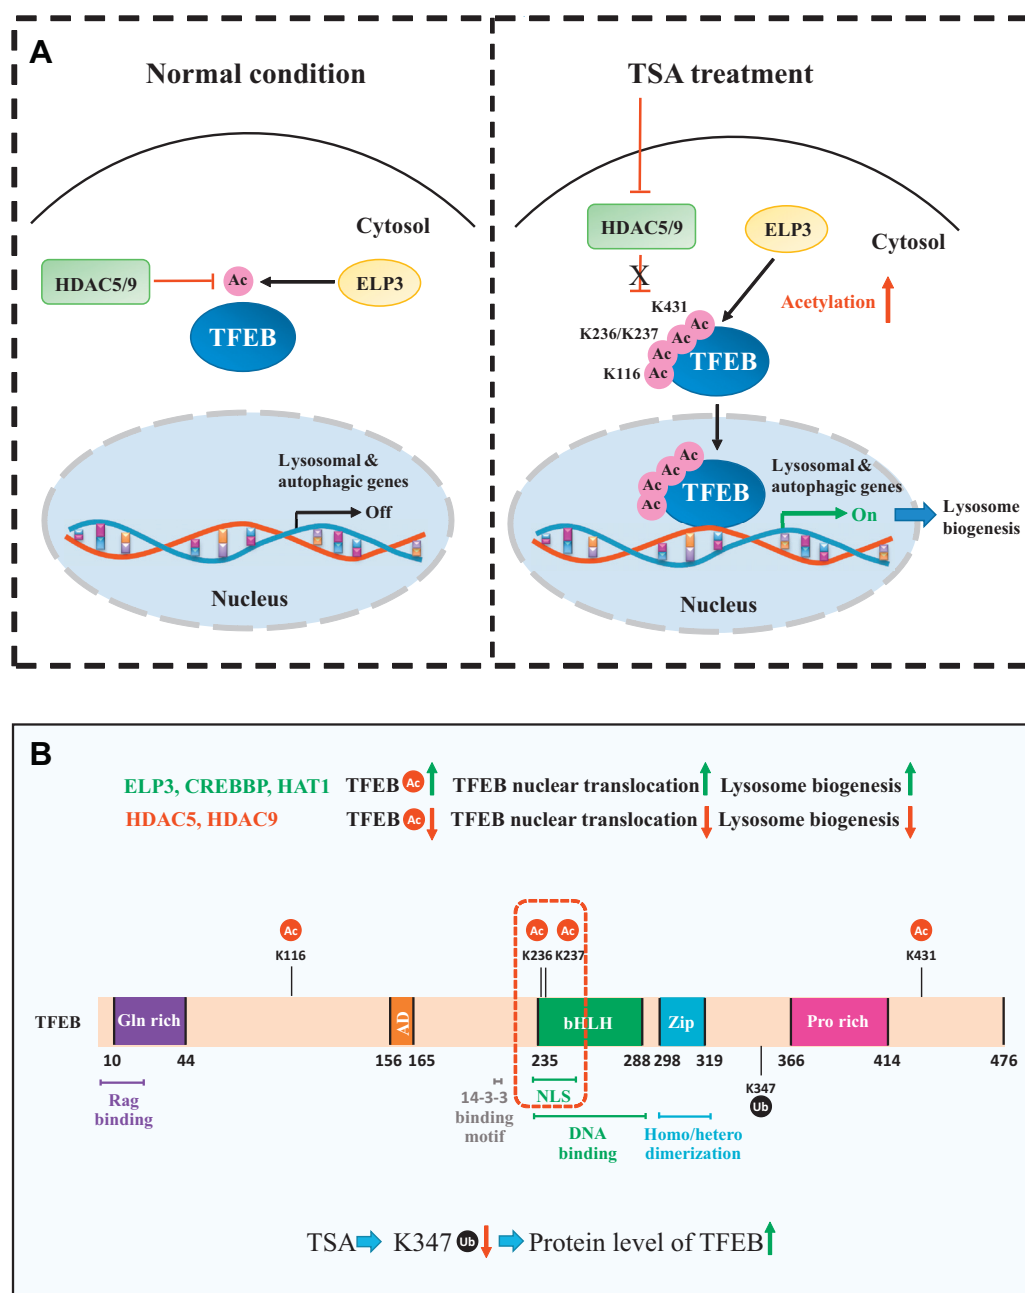 A
Normal condition
Cytosol
HDAC5/9
Ac
ELP3
TFEB
Lysosomal &
autophagic genes
Off
Nucleus
TSA treatment
HDAC5/9
ELP3
Cytosol
X
Acetylation
K431
K236/K237
K116
Ac
Ac
Ac
Ac
TFEB
Ac
Ac
Ac
Ac
TFEB
Lysosomal &
autophagic genes
On
Lysosome
biogenesis
Nucleus
B
ELP3, CREBBP, HAT1 TFEB Ac TFEB nuclear translocation Lysosome biogenesis
HDAC5, HDAC9 TFEB Ac TFEB nuclear translocation Lysosome biogenesis
Ac Ac Ac Ac
K116 K236 K237 K431
TFEB Gln rich AD bHLH Zip Pro rich
10 44 156 165 235 288 298 319 366 414 476
K347
Ub
Rag
binding
14-3-3
binding
motif
NLS
DNA
binding
Homo/hetero
dimerization
TSA K347 Ub Protein level of TFEB